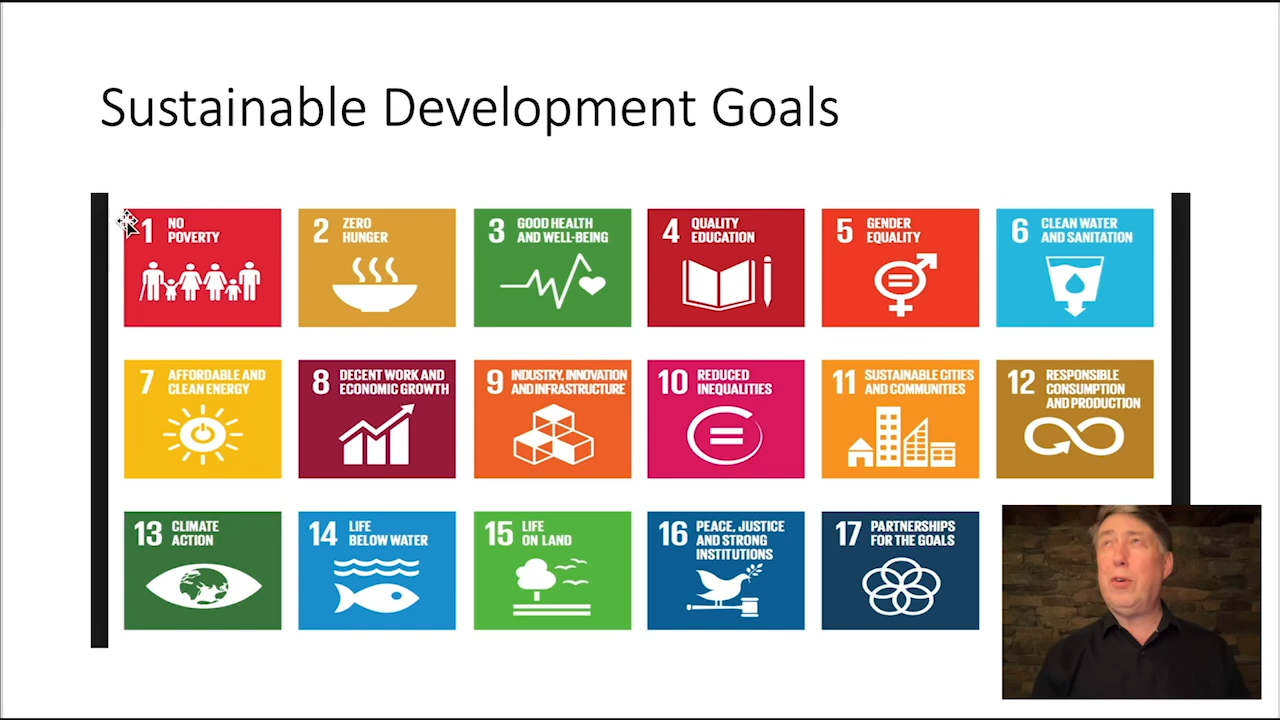 Sustainable Development Goals
1 NO
POVERTY
2 ZERO
HUNGER
3 GOOD HEALTH
AND WELL-BEING
4 QUALITY
EDUCATION
5 GENDER
EQUALITY
6 CLEAN WATER
AND SANITATION
7 AFFORDABLE AND
CLEAN ENERGY
8 DECENT WORK AND
ECONOMIC GROWTH
9 INDUSTRY, INNOVATION
AND INFRASTRUCTURE
10 REDUCED
INEQUALITIES
11 SUSTAINABLE CITIES
AND COMMUNITIES
12 RESPONSIBLE
CONSUMPTION
AND PRODUCTION
13 CLIMATE
ACTION
14 LIFE
BELOW WATER
15 LIFE
ON LAND
16 PEACE, JUSTICE
AND STRONG
INSTITUTIONS
17 PARTNERSHIPS
FOR THE GOALS